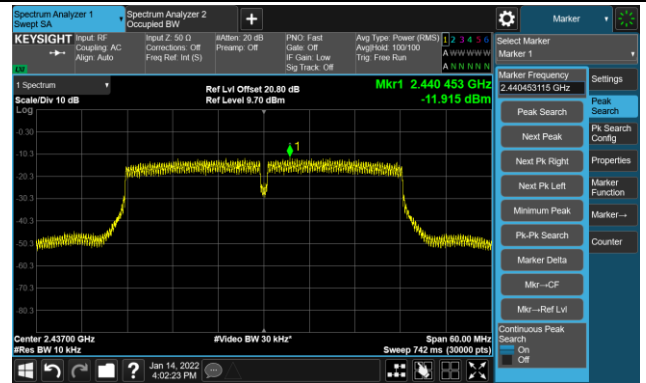 Spectrum Analyzer 1
Swept SA
Spectrum Analyzer 2
Occupied BW
Marker
KEYSIGHT
Input: RF
Coupling: AC
Align: Auto
Input Z: 50 Ω
Corrections: Off
Freq Ref: Int (S)
#Atten: 20 dB
Preamp: Off
PNO: Fast
Gate: Off
IF Gain: Low
Sig Track: Off
Avg Type: Power (RMS)
Avg|Hold: 100/100
Trig: Free Run
1 2 3 4 5 6
A W W W W W
A N N N N N
Select Marker
Marker 1
1 Spectrum
Scale/Div 10 dB
Log
Ref Lvl Offset 20.80 dB
Ref Level 9.70 dBm
Mkr1 2.440 453 GHz
-11.915 dBm
-0.30
-10.3
-20.3
-30.3
-40.3
-50.3
-60.3
-70.3
-80.3
1
Center 2.43700 GHz
#Res BW 10 kHz
#Video BW 30 kHz*
Span 60.00 MHz
Sweep 742 ms (30000 pts)
Marker Frequency
2.440453115 GHz
Peak Search
Next Peak
Next Pk Right
Next Pk Left
Minimum Peak
Pk-Pk Search
Marker Delta
Mkr→CF
Mkr→Ref Lvl
Continuous Peak
Search
On
Off
Settings
Peak
Search
Pk Search
Config
Properties
Marker
Function
Marker→
Counter
?
Jan 14, 2022
4:02:23 PM